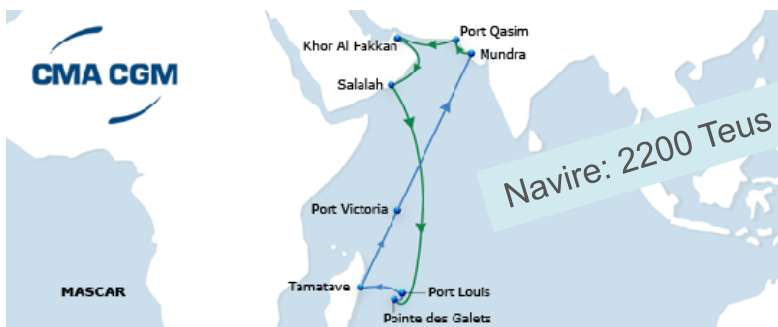 Port Qasim
Khor Al Fakkan
Mundra
CMA CGM
Salalah
Navire: 2200 Teus
Port Victoria
Tamatave
MASCAR
Port Louis
Pointe des Galets